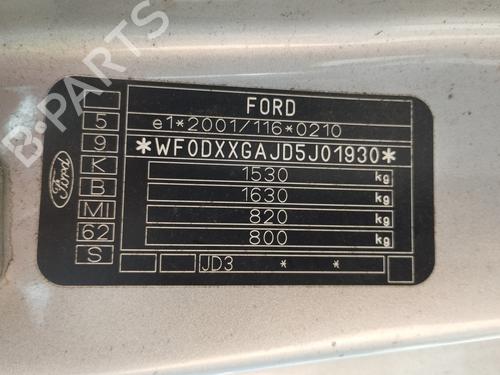 FORD
e1*2001/116*0210
*WF0DXXGAJD5J01930*
1530 kg
1630 kg
820 kg
800 kg
JD3 * *
5
9
K
B
MI
62
S
Ford
B-PARTS